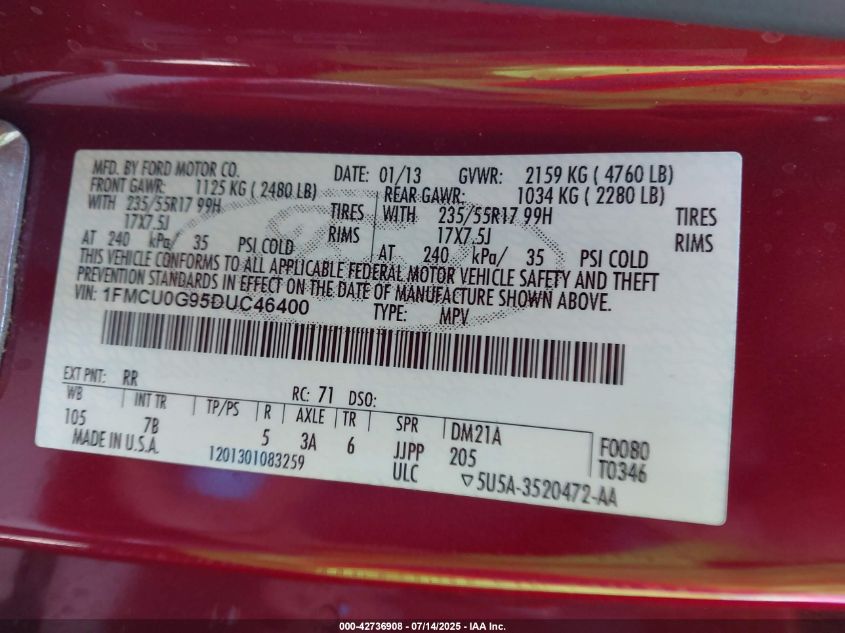 MFD. BY FORD MOTOR CO. DATE: 01/13 GVWR: 2159 KG ( 4760 LB)
FRONT GAWR: 1125 KG ( 2480 LB) REAR GAWR: 1034 KG ( 2280 LB)
WITH 235/55R17 99H TIRES WITH 235/55R17 99H TIRES
17X7.5J RIMS 17X7.5J RIMS
AT 240 kPa/ 35 PSI COLD AT 240 kPa/ 35 PSI COLD
THIS VEHICLE CONFORMS TO ALL APPLICABLE FEDERAL MOTOR VEHICLE SAFETY AND THEFT
PREVENTION STANDARDS IN EFFECT ON THE DATE OF MANUFACTURE SHOWN ABOVE.
VIN: 1FMCU0G95DUC46400 TYPE: MPV
EXT PNT: RR RC: 71 DSO:
WB INT TR TP/PS R AXLE TR SPR DM21A F0080
105 7B 5 3A 6 JJPP 205 T0346
MADE IN U.S.A. 1201301083259 ULC ▽5U5A-3520472-AA
000-42736908 - 07/14/2025 - IAA Inc.